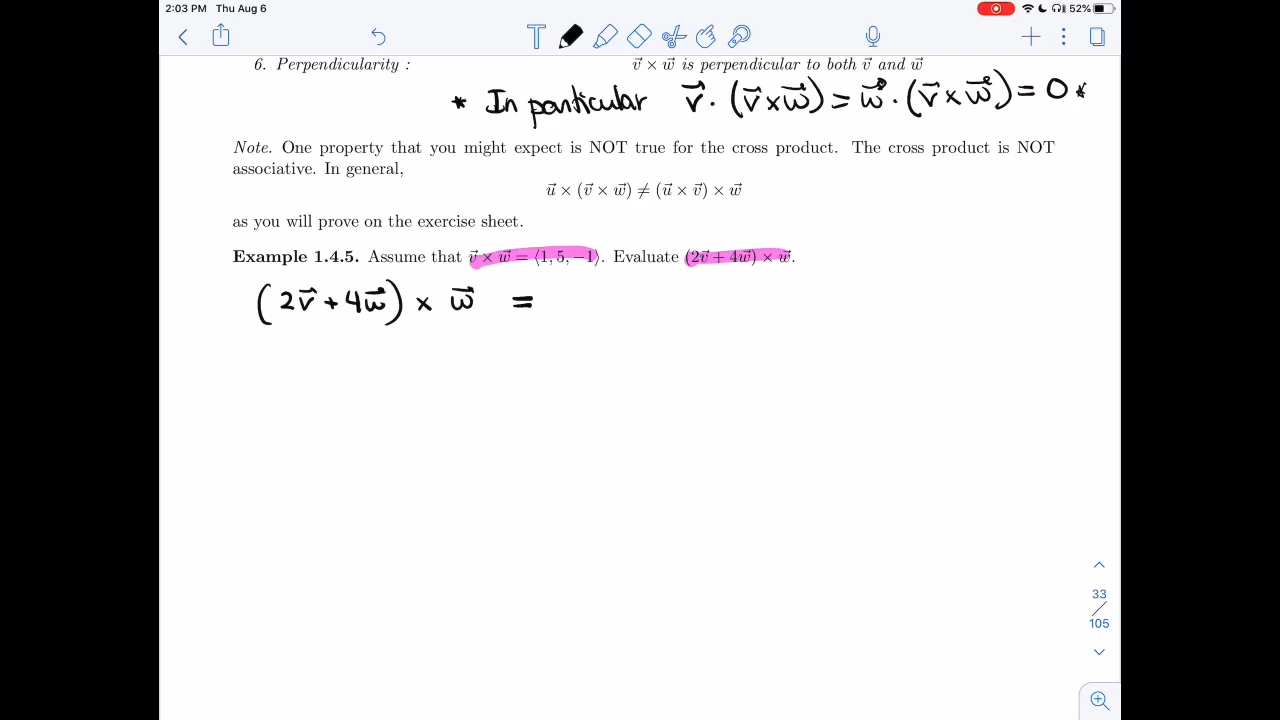 2:03 PM Thu Aug 6
52%
6. Perpendicularity : v⃗ × w⃗ is perpendicular to both v⃗ and w⃗
* In particular v⃗ · (v⃗ × w⃗) = w⃗ · (v⃗ × w⃗) = 0 *
Note. One property that you might expect is NOT true for the cross product. The cross product is NOT
associative. In general,
u⃗ × (v⃗ × w⃗) ≠ (u⃗ × v⃗) × w⃗
as you will prove on the exercise sheet.
Example 1.4.5. Assume that v⃗ × w⃗ = ⟨1, 5, −1⟩. Evaluate (2v⃗ + 4w⃗) × w⃗.
(2v⃗ + 4w⃗) × w⃗ =
33
105